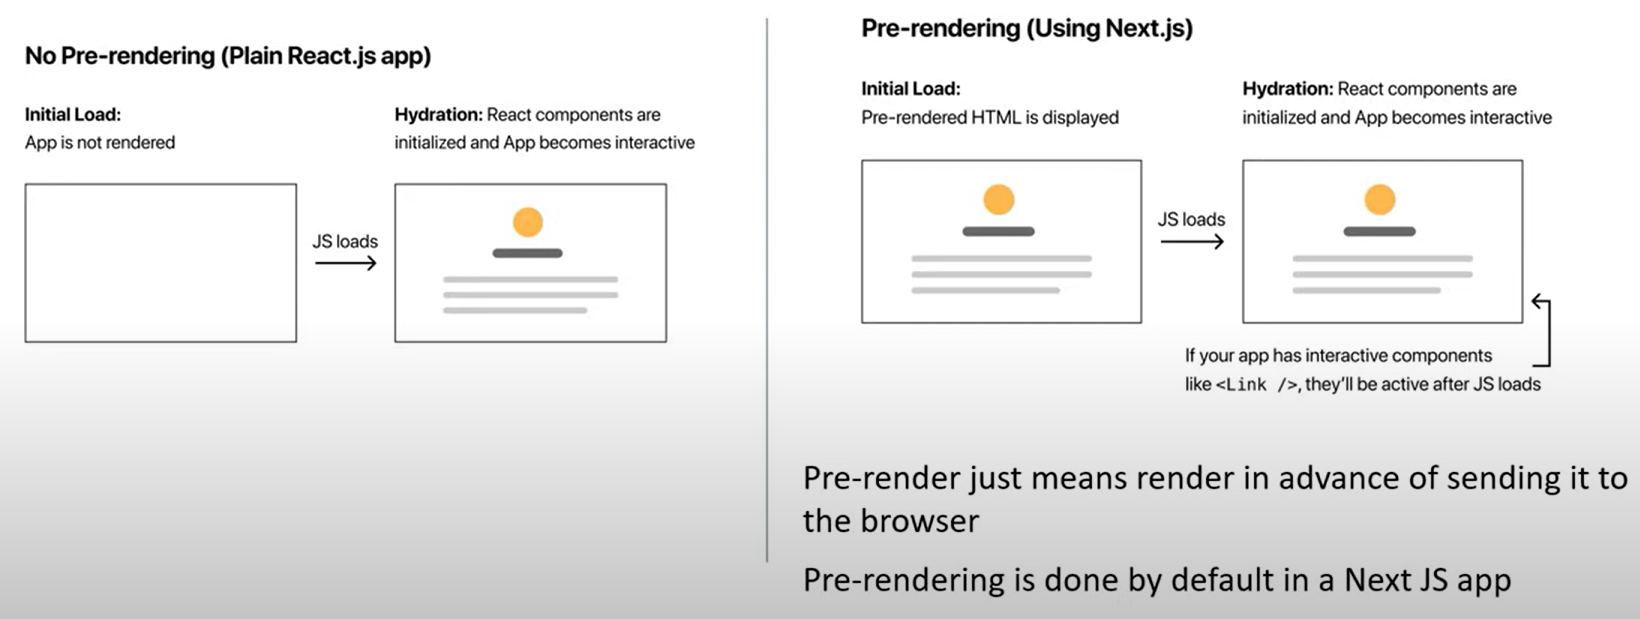 No Pre-rendering (Plain React.js app)
Initial Load:
App is not rendered
JS loads
Hydration: React components are
initialized and App becomes interactive
Pre-rendering (Using Next.js)
Initial Load:
Pre-rendered HTML is displayed
JS loads
Hydration: React components are
initialized and App becomes interactive
If your app has interactive components
like <Link />, they'll be active after JS loads
Pre-render just means render in advance of sending it to
the browser
Pre-rendering is done by default in a Next JS app